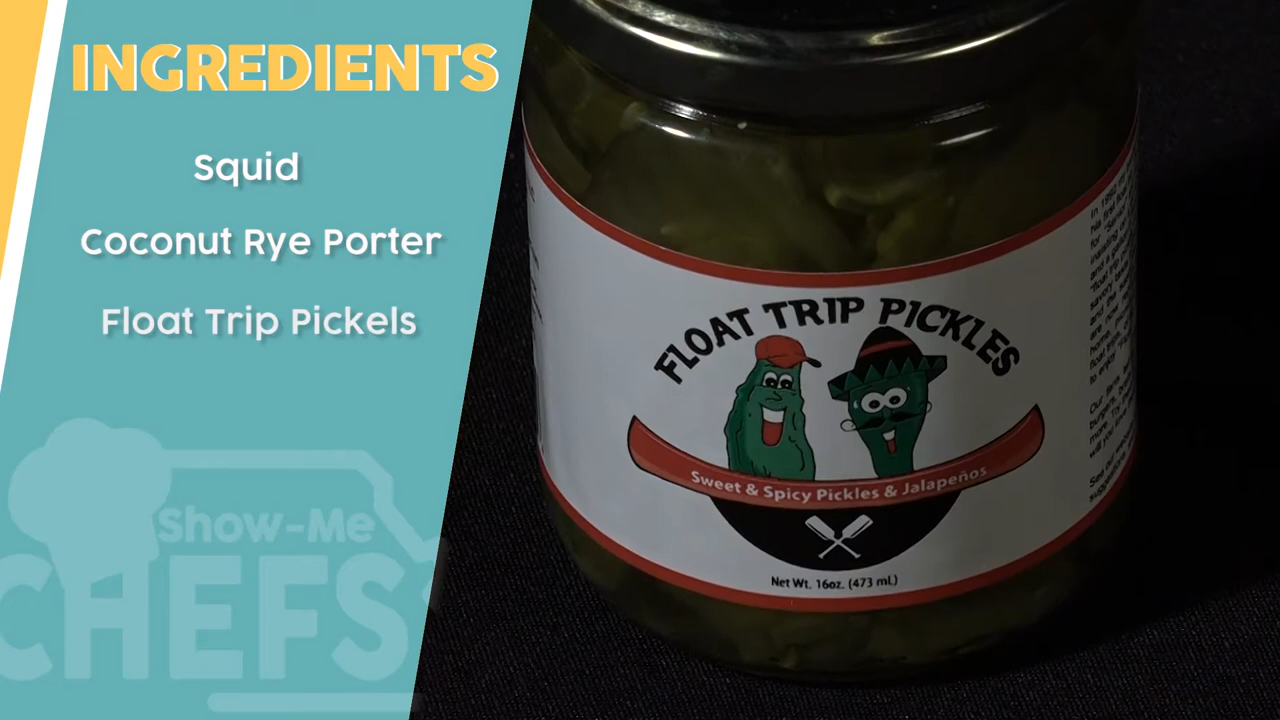 INGREDIENTS
Squid
Coconut Rye Porter
Float Trip Pickels
Show-Me
CHEFS
FLOAT TRIP PICKLES
Sweet & Spicy Pickles & Jalapeños
Net Wt. 16oz. (473 mL)